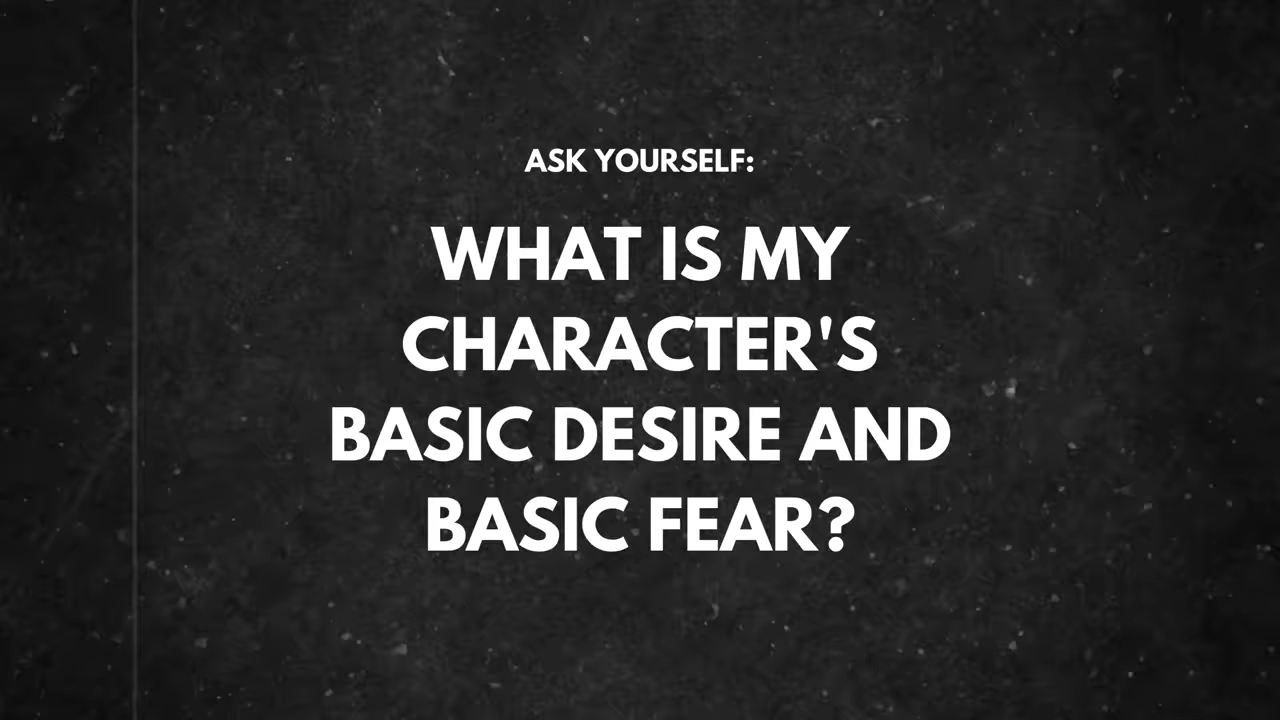 ASK YOURSELF:
WHAT IS MY
CHARACTER'S
BASIC DESIRE AND
BASIC FEAR?